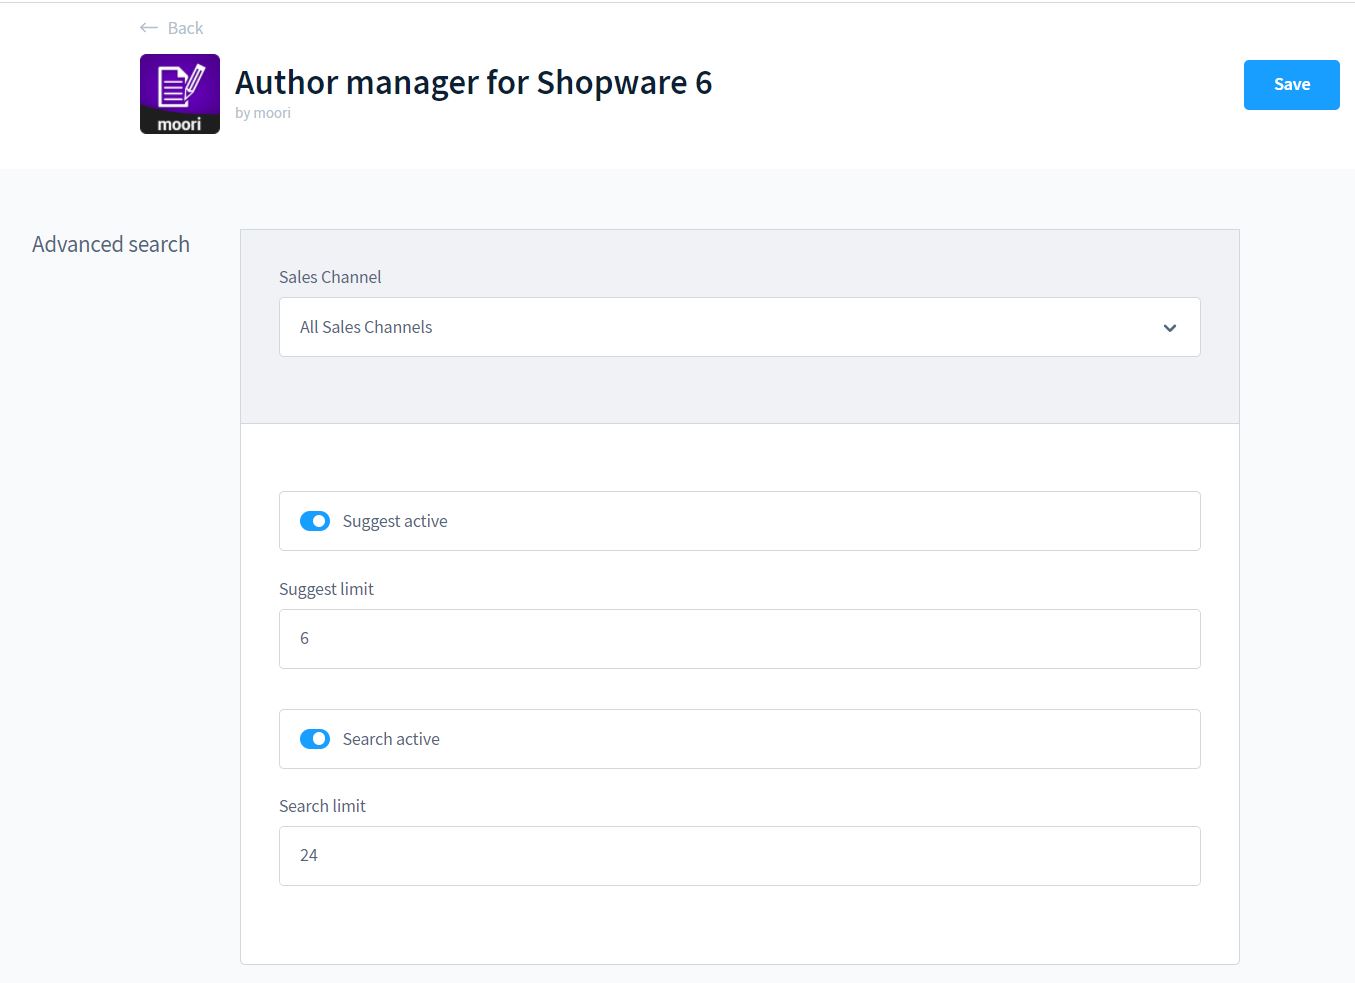 Back
moori
Author manager for Shopware 6
by moori
Save
Advanced search
Sales Channel
All Sales Channels
Suggest active
Suggest limit
6
Search active
Search limit
24